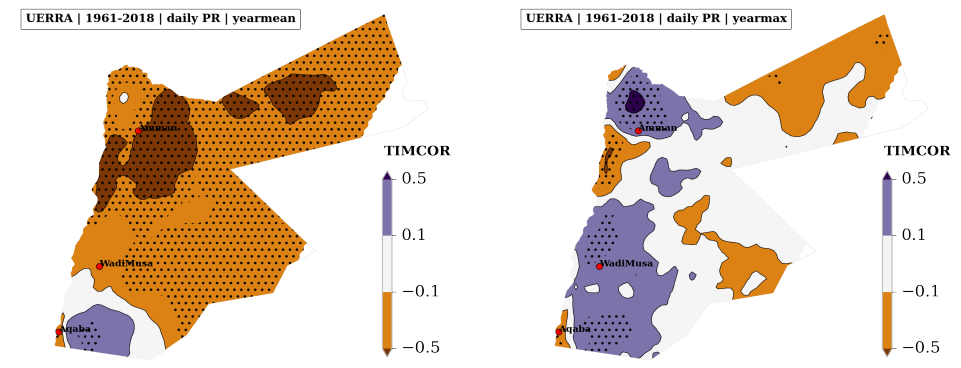 UERRA | 1961-2018 | daily PR | yearmean
Amman
WadiMusa
Aqaba
TIMCOR
0.5
0.1
−0.1
−0.5
UERRA | 1961-2018 | daily PR | yearmax
Amman
WadiMusa
Aqaba
TIMCOR
0.5
0.1
−0.1
−0.5